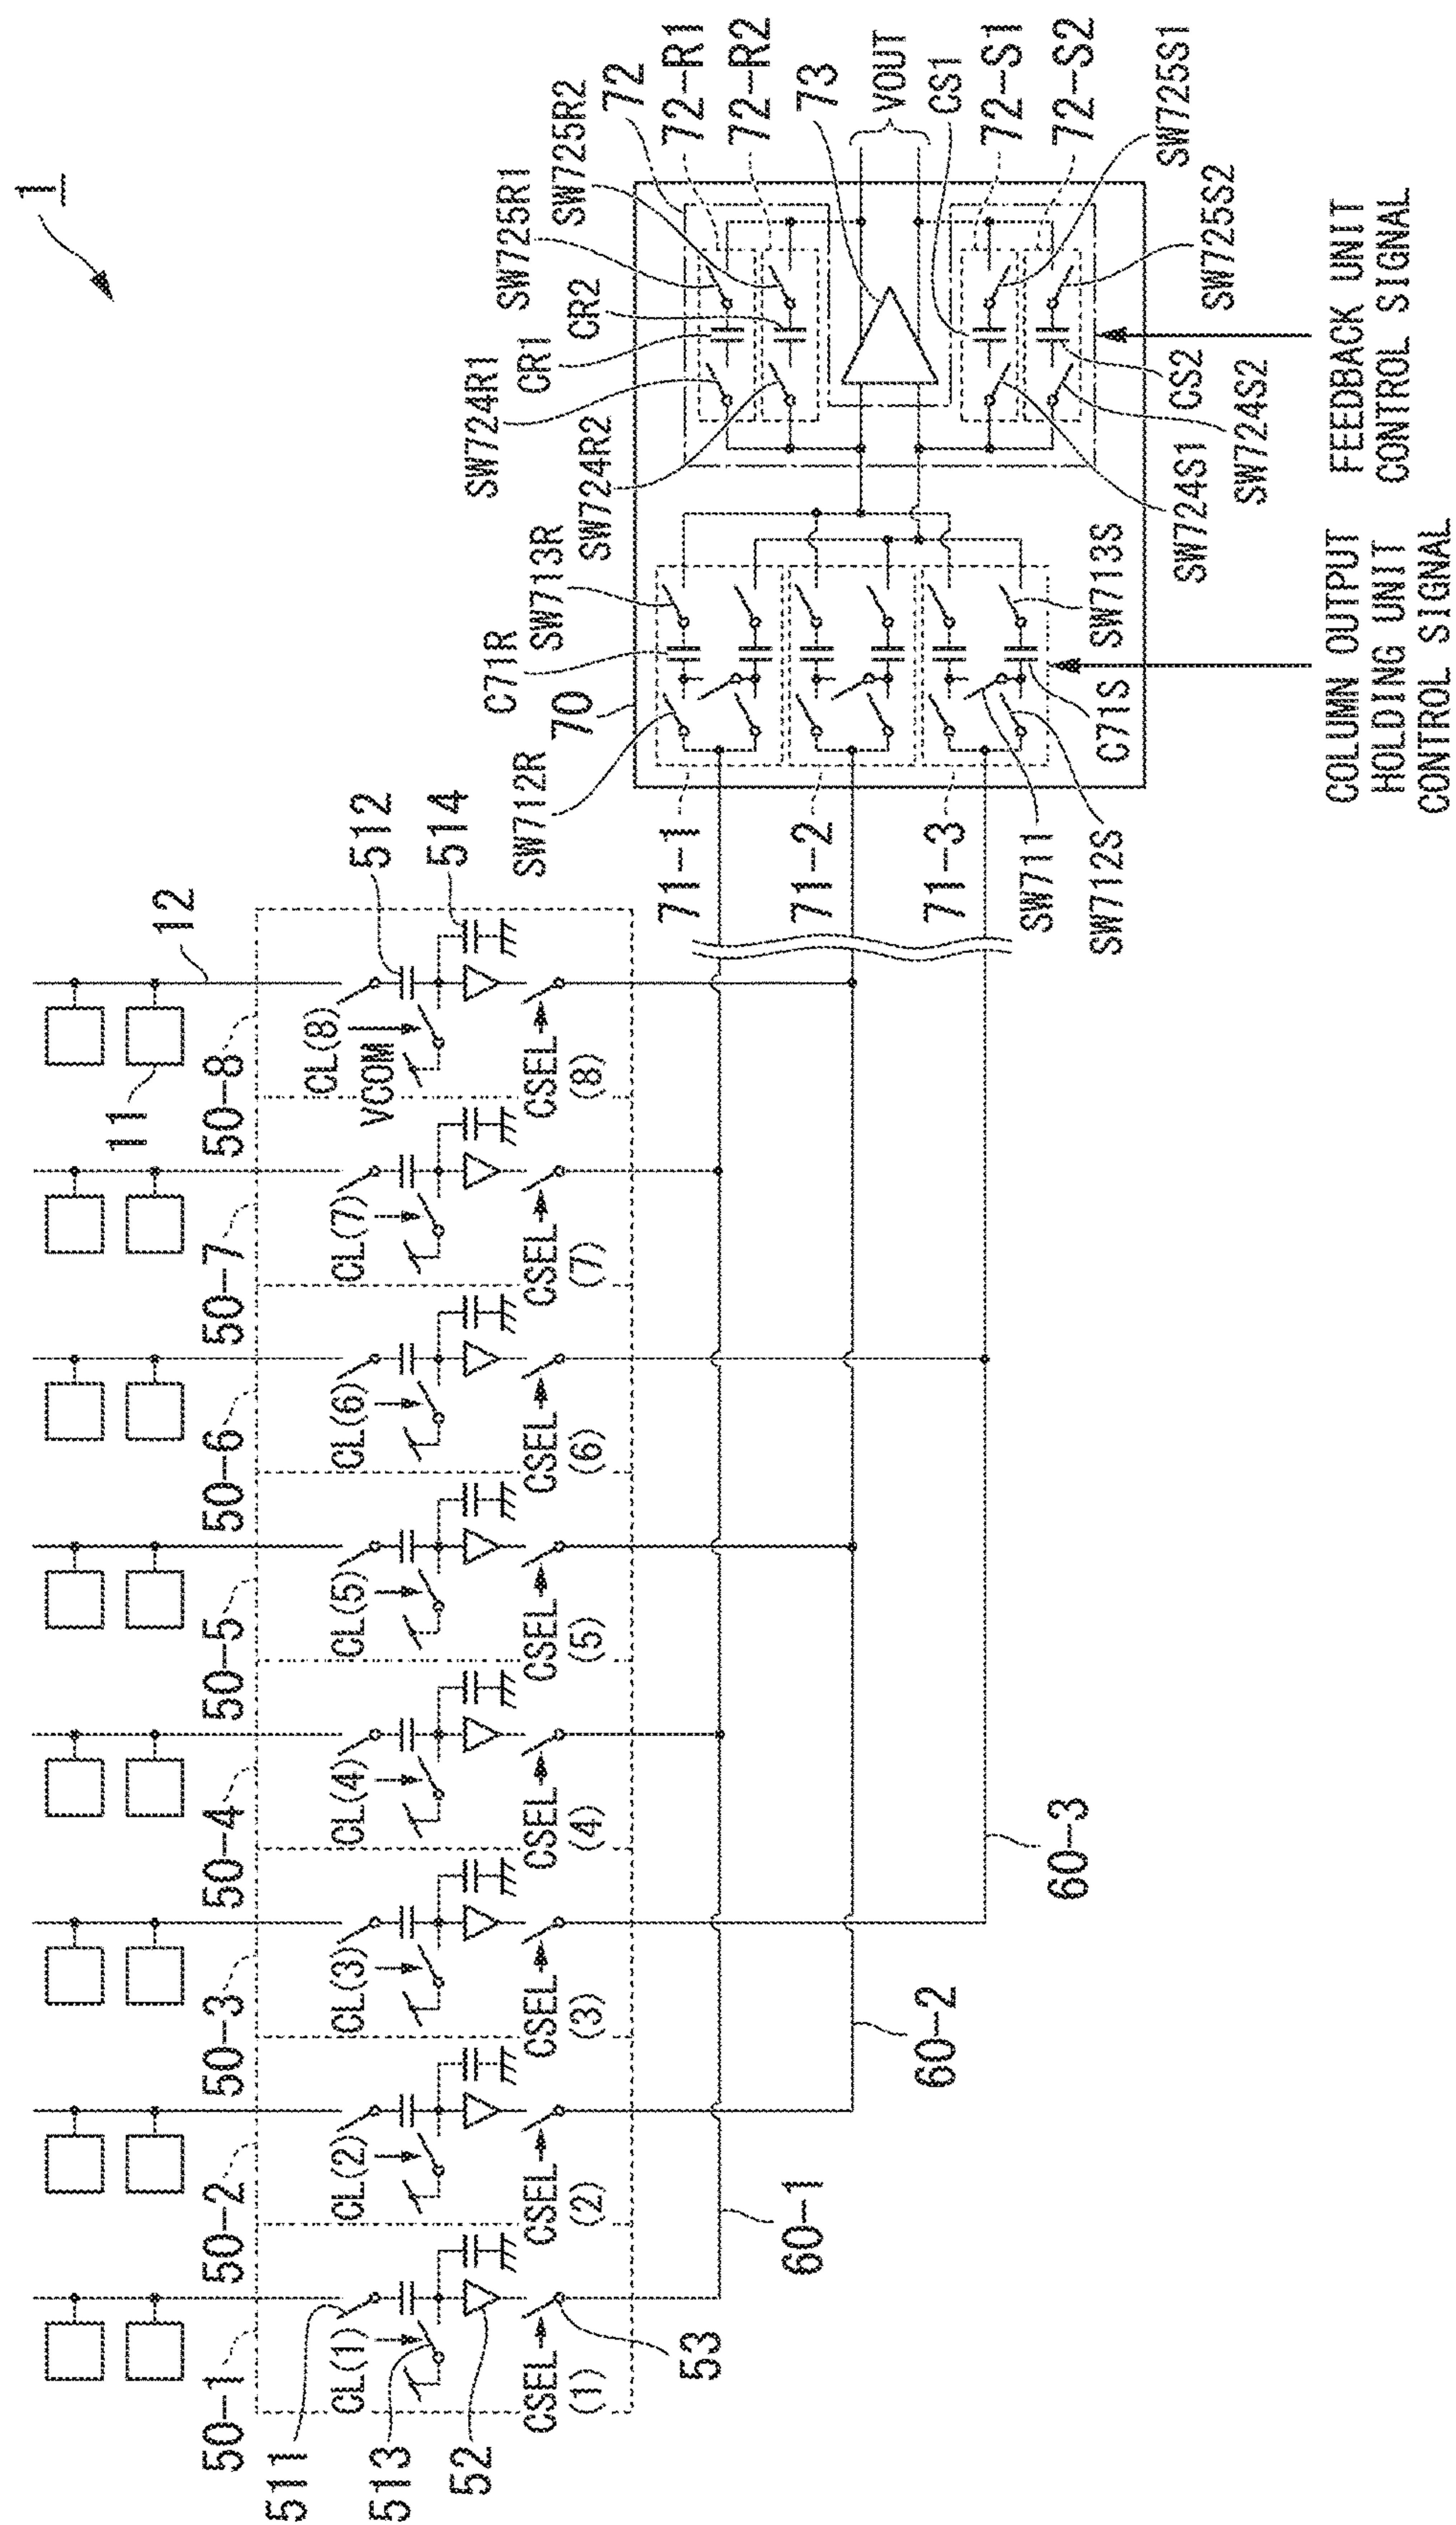 1
11
12
50-1
50-2
50-3
50-4
50-5
50-6
50-7
50-8
511
513
52
53
512
514
CL(1)
CL(2)
CL(3)
CL(4)
CL(5)
CL(6)
CL(7)
CL(8)
VCOM
CSEL
(1)
CSEL
(2)
CSEL
(3)
CSEL
(4)
CSEL
(5)
CSEL
(6)
CSEL
(7)
CSEL
(8)
60-1
60-2
60-3
70
71-1
71-2
71-3
SW712R
C71R
SW713R
SW711
SW712S
C71S
SW713S
SW724R1
SW724R2
CR1
CR2
SW725R1
SW725R2
72
72-R1
72-R2
73
VOUT
CS1
72-S1
72-S2
SW725S1
SW725S2
CS2
SW724S2
SW724S1
COLUMN OUTPUT
HOLDING UNIT
CONTROL SIGNAL
FEEDBACK UNIT
CONTROL SIGNAL